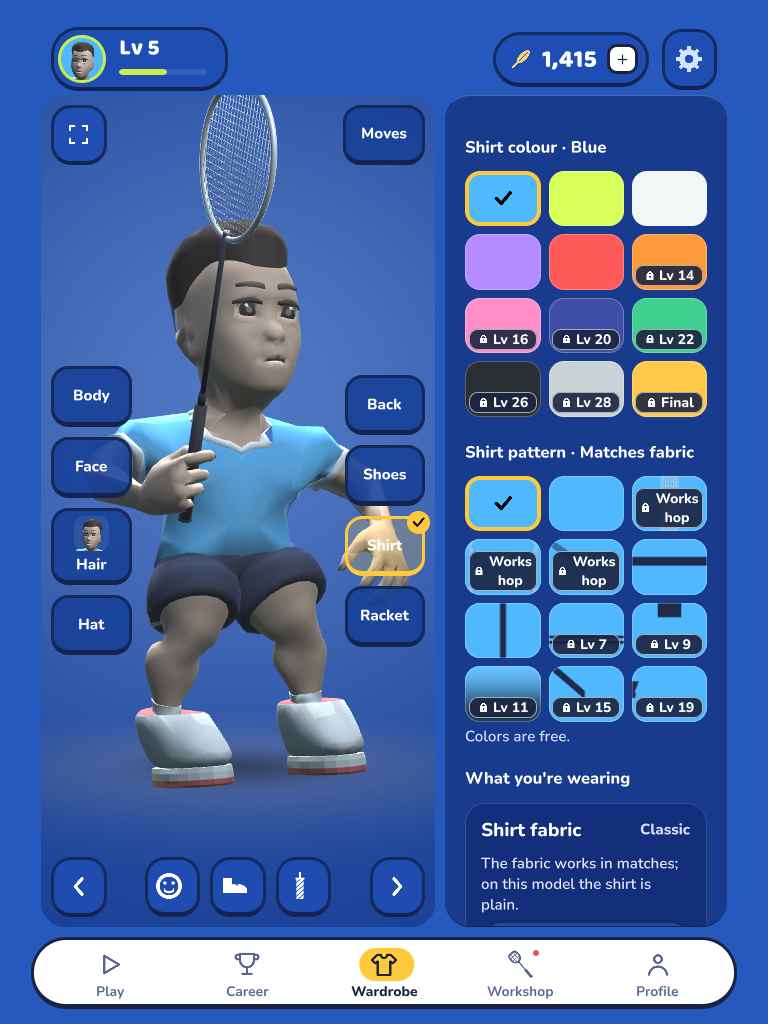 Lv 5
1,415
Moves
Body
Face
Hair
Hat
Back
Shoes
Shirt
Racket
Shirt colour · Blue
Lv 14
Lv 16
Lv 20
Lv 22
Lv 26
Lv 28
Final
Shirt pattern · Matches fabric
Works
hop
Works
hop
Works
hop
Lv 7
Lv 9
Lv 11
Lv 15
Lv 19
Colors are free.
What you're wearing
Shirt fabric
Classic
The fabric works in matches;
on this model the shirt is
plain.
Play
Career
Wardrobe
Workshop
Profile